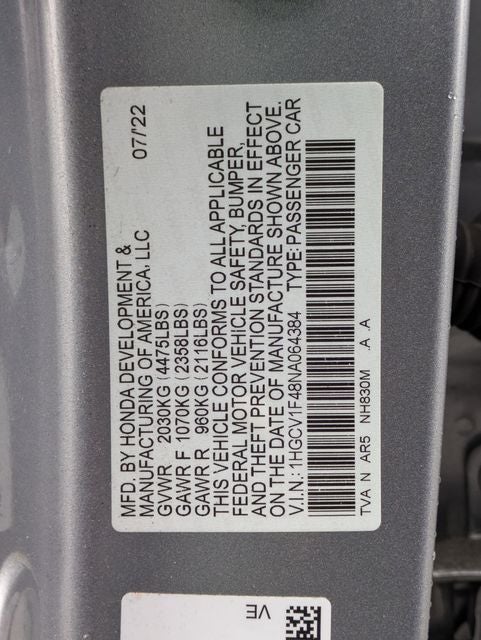 MFD. BY HONDA DEVELOPMENT & 07/'22
MANUFACTURING OF AMERICA, LLC
GVWR 2030KG (4475LBS)
GAWR F 1070KG (2358LBS)
GAWR R 960KG (2116LBS)
THIS VEHICLE CONFORMS TO ALL APPLICABLE
FEDERAL MOTOR VEHICLE SAFETY, BUMPER,
AND THEFT PREVENTION STANDARDS IN EFFECT
ON THE DATE OF MANUFACTURE SHOWN ABOVE.
V.I.N.: 1HGCV1F48NA064384 TYPE: PASSENGER CAR
TVA N AR5 NH830M .A .A
VE